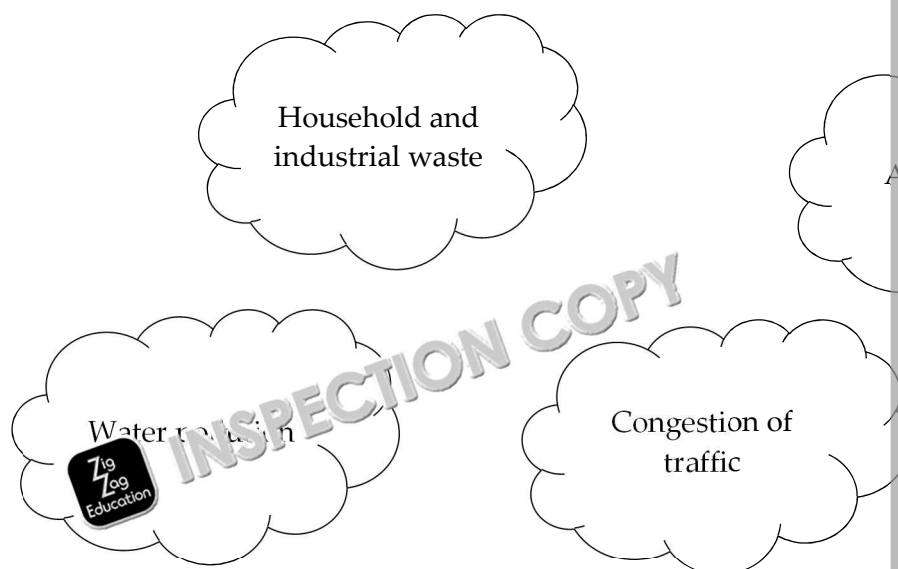 Household and
industrial waste
A
Water
Congestion of
traffic
INSPECTION COPY
Zig
Zag
Education